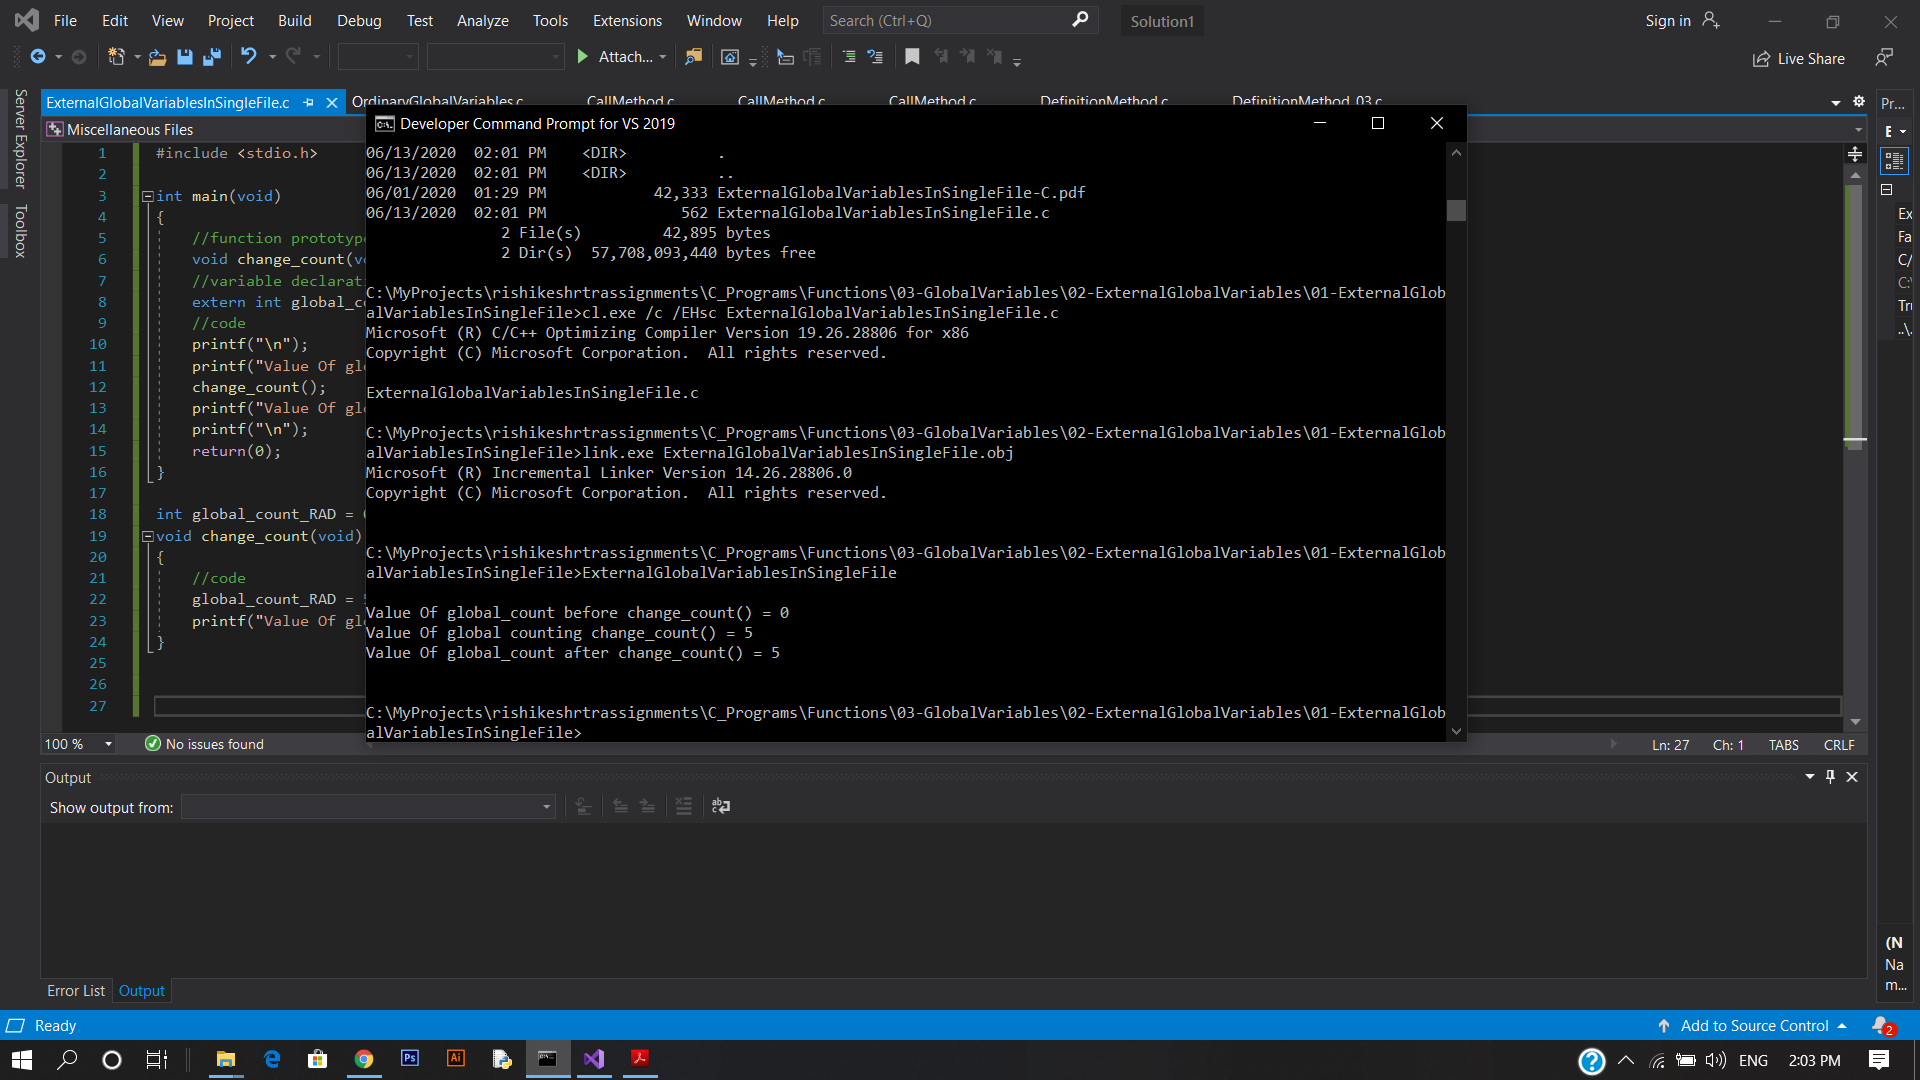 File Edit View Project Build Debug Test Analyze Tools Extensions Window Help Search (Ctrl+Q) Solution1 Sign in
Attach... Live Share
Server Explorer
Toolbox
ExternalGlobalVariablesInSingleFile.c OrdinaryGlobalVariables.c CallMethod.c CallMethod.c CallMethod.c DefinitionMethod.c DefinitionMethod_03.c Pr...
Miscellaneous Files
1 #include <stdio.h>
2
3 int main(void)
4 {
5 //function prototype
6 void change_count(v
7 //variable declarati
8 extern int global_c
9 //code
10 printf("\n");
11 printf("Value Of gl
12 change_count();
13 printf("Value Of gl
14 printf("\n");
15 return(0);
16 }
17
18 int global_count_RAD =
19 void change_count(void)
20 {
21 //code
22 global_count_RAD =
23 printf("Value Of gl
24 }
25
26
27
Developer Command Prompt for VS 2019
06/13/2020 02:01 PM <DIR> .
06/13/2020 02:01 PM <DIR> ..
06/01/2020 01:29 PM 42,333 ExternalGlobalVariablesInSingleFile-C.pdf
06/13/2020 02:01 PM 562 ExternalGlobalVariablesInSingleFile.c
2 File(s) 42,895 bytes
2 Dir(s) 57,708,093,440 bytes free
C:\MyProjects\rishikeshrtrassignments\C_Programs\Functions\03-GlobalVariables\02-ExternalGlobalVariables\01-ExternalGlob
alVariablesInSingleFile>cl.exe /c /EHsc ExternalGlobalVariablesInSingleFile.c
Microsoft (R) C/C++ Optimizing Compiler Version 19.26.28806 for x86
Copyright (C) Microsoft Corporation. All rights reserved.
ExternalGlobalVariablesInSingleFile.c
C:\MyProjects\rishikeshrtrassignments\C_Programs\Functions\03-GlobalVariables\02-ExternalGlobalVariables\01-ExternalGlob
alVariablesInSingleFile>link.exe ExternalGlobalVariablesInSingleFile.obj
Microsoft (R) Incremental Linker Version 14.26.28806.0
Copyright (C) Microsoft Corporation. All rights reserved.
C:\MyProjects\rishikeshrtrassignments\C_Programs\Functions\03-GlobalVariables\02-ExternalGlobalVariables\01-ExternalGlob
alVariablesInSingleFile>ExternalGlobalVariablesInSingleFile
Value Of global_count before change_count() = 0
Value Of global counting change_count() = 5
Value Of global_count after change_count() = 5
C:\MyProjects\rishikeshrtrassignments\C_Programs\Functions\03-GlobalVariables\02-ExternalGlobalVariables\01-ExternalGlob
alVariablesInSingleFile>
E
Ex
Fa
C/
C:\
Tru
..\.
100 % No issues found Ln: 27 Ch: 1 TABS CRLF
Output
Show output from:
(N
Na
m...
Error List Output
Ready Add to Source Control 2
Ps Ai ENG 2:03 PM